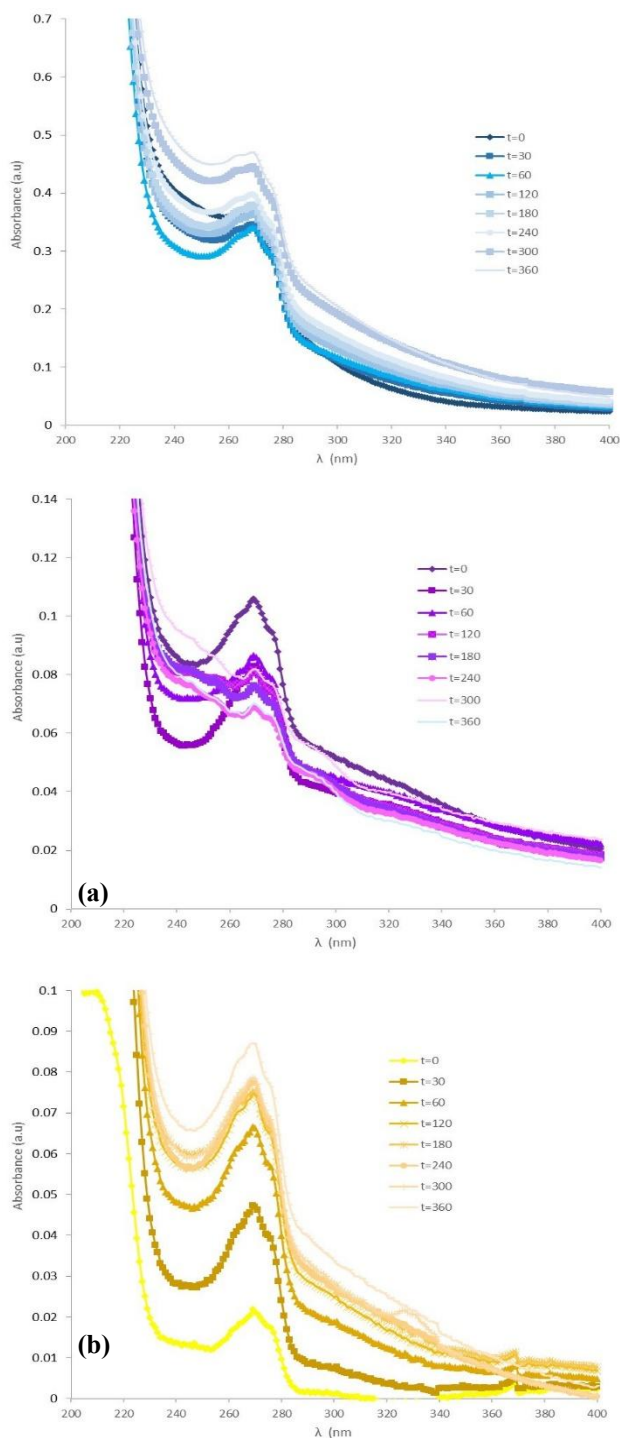 0.7
0.6
0.5
0.4
0.3
0.2
0.1
0
Absorbance (a.u)
200 220 240 260 280 300 320 340 360 380 400
λ (nm)
t=0
t=30
t=60
t=120
t=180
t=240
t=300
t=360
0.14
0.12
0.1
0.08
0.06
0.04
0.02
0
Absorbance (a.u)
200 220 240 260 280 300 320 340 360 380 400
λ (nm)
t=0
t=30
t=60
t=120
t=180
t=240
t=300
t=360
(a)
0.1
0.09
0.08
0.07
0.06
0.05
0.04
0.03
0.02
0.01
0
Absorbance (a.u)
200 220 240 260 280 300 320 340 360 380 400
λ (nm)
t=0
t=30
t=60
t=120
t=180
t=240
t=300
t=360
(b)